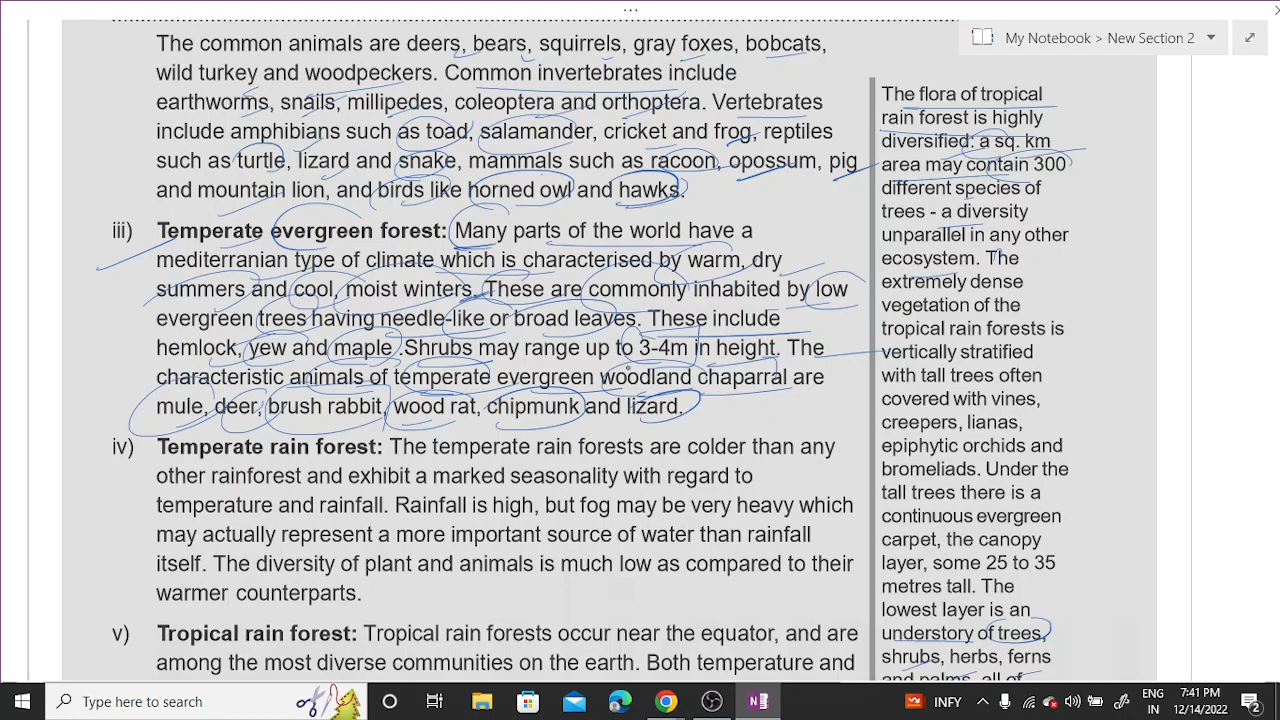 ...
The common animals are deers, bears, squirrels, gray foxes, bobcats,
wild turkey and woodpeckers. Common invertebrates include
earthworms, snails, millipedes, coleoptera and orthoptera. Vertebrates
include amphibians such as toad, salamander, cricket and frog, reptiles
such as turtle, lizard and snake, mammals such as racoon, opossum, pig
and mountain lion, and birds like horned owl and hawks.
iii) Temperate evergreen forest: Many parts of the world have a
mediterranian type of climate which is characterised by warm, dry
summers and cool, moist winters. These are commonly inhabited by low
evergreen trees having needle-like or broad leaves. These include
hemlock, yew and maple .Shrubs may range up to 3-4m in height. The
characteristic animals of temperate evergreen woodland chaparral are
mule, deer, brush rabbit, wood rat, chipmunk and lizard.
iv) Temperate rain forest: The temperate rain forests are colder than any
other rainforest and exhibit a marked seasonality with regard to
temperature and rainfall. Rainfall is high, but fog may be very heavy which
may actually represent a more important source of water than rainfall
itself. The diversity of plant and animals is much low as compared to their
warmer counterparts.
v) Tropical rain forest: Tropical rain forests occur near the equator, and are
among the most diverse communities on the earth. Both temperature and
My Notebook > New Section 2
The flora of tropical
rain forest is highly
diversified: a sq. km
area may contain 300
different species of
trees - a diversity
unparallel in any other
ecosystem. The
extremely dense
vegetation of the
tropical rain forests is
vertically stratified
with tall trees often
covered with vines,
creepers, lianas,
epiphytic orchids and
bromeliads. Under the
tall trees there is a
continuous evergreen
carpet, the canopy
layer, some 25 to 35
metres tall. The
lowest layer is an
understory of trees,
shrubs, herbs, ferns
and palms, all of
Type here to search
INFY
ENG
IN
7:41 PM
12/14/2022
2